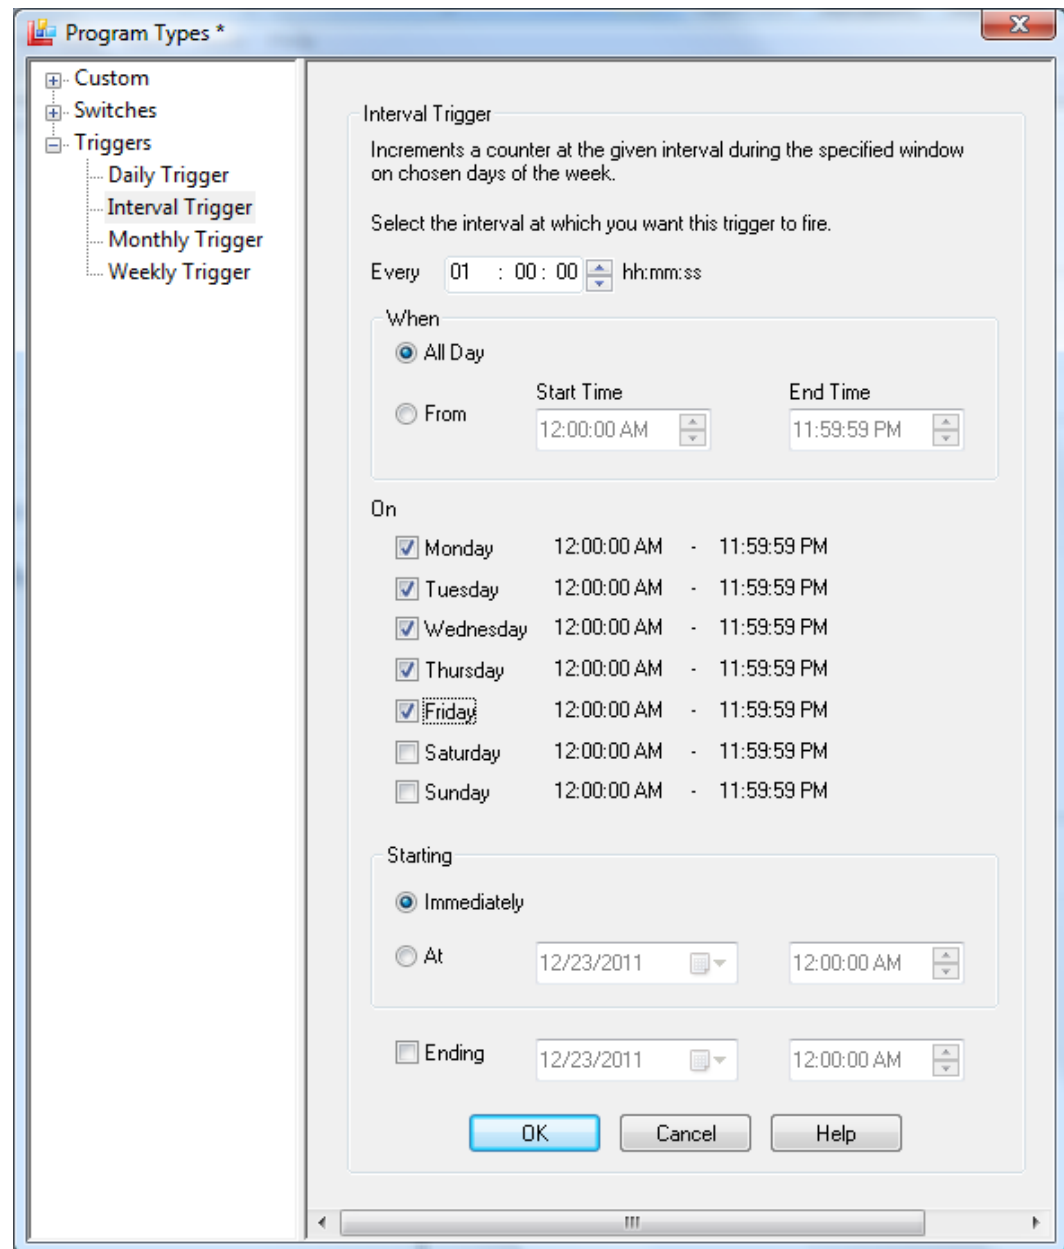 Program Types *
Custom
Switches
Triggers
Daily Trigger
Interval Trigger
Monthly Trigger
Weekly Trigger
Interval Trigger
Increments a counter at the given interval during the specified window
on chosen days of the week.
Select the interval at which you want this trigger to fire.
Every 01 : 00 : 00 hh:mm:ss
When
All Day
Start Time End Time
From 12:00:00 AM 11:59:59 PM
On
Monday 12:00:00 AM - 11:59:59 PM
Tuesday 12:00:00 AM - 11:59:59 PM
Wednesday 12:00:00 AM - 11:59:59 PM
Thursday 12:00:00 AM - 11:59:59 PM
Friday 12:00:00 AM - 11:59:59 PM
Saturday 12:00:00 AM - 11:59:59 PM
Sunday 12:00:00 AM - 11:59:59 PM
Starting
Immediately
At 12/23/2011 12:00:00 AM
Ending 12/23/2011 12:00:00 AM
OK Cancel Help